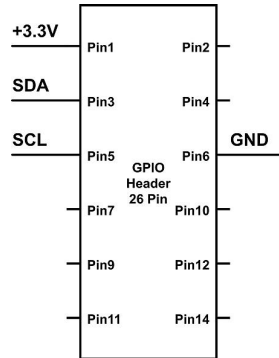 +3.3V
Pin1 Pin2
SDA
Pin3 Pin4
SCL GND
Pin5 Pin6
GPIO
Header
26 Pin
Pin7 Pin10
Pin9 Pin12
Pin11 Pin14